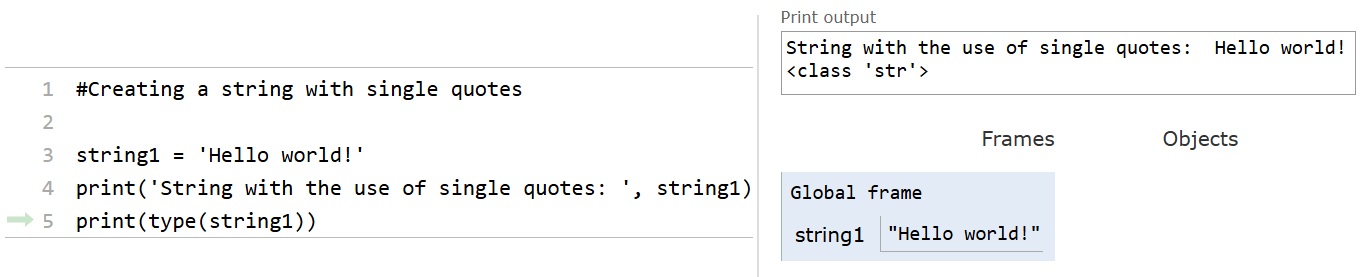 1 #Creating a string with single quotes
2
3 string1 = 'Hello world!'
4 print('String with the use of single quotes: ', string1)
5 print(type(string1))
Print output
String with the use of single quotes:  Hello world!
<class 'str'>
Frames Objects
Global frame
string1 "Hello world!"